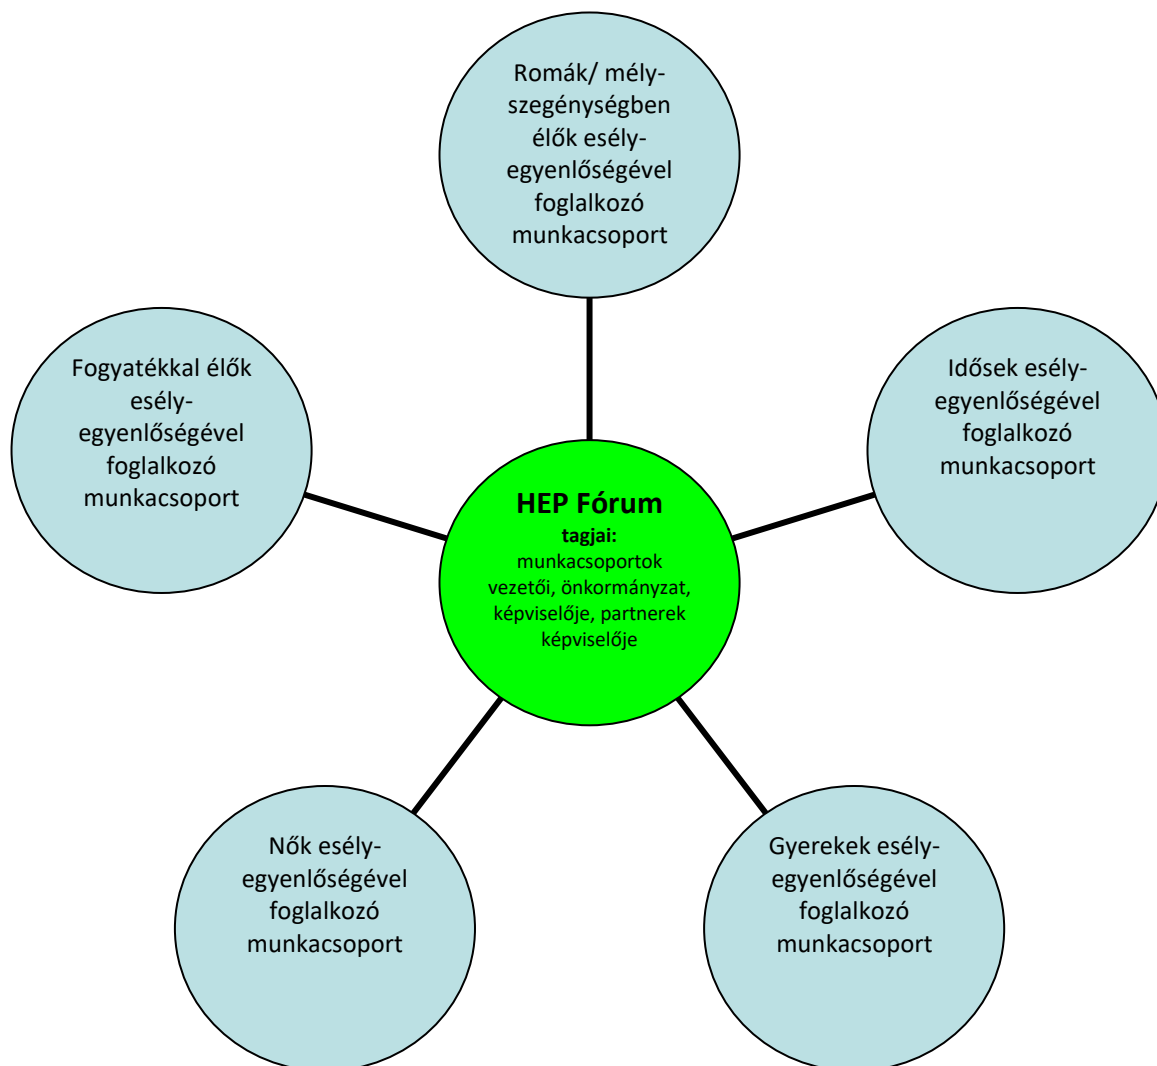 Romák/ mély-
szegénységben
élők esély-
egyenlőségével
foglalkozó
munkacsoport
Fogyatékkal élők
esély-
egyenlőségével
foglalkozó
munkacsoport
Idősek esély-
egyenlőségével
foglalkozó
munkacsoport
HEP Fórum
tagjai:
munkacsoportok
vezetői, önkormányzat,
képviselője, partnerek
képviselője
Nők esély-
egyenlőségével
foglalkozó
munkacsoport
Gyerekek esély-
egyenlőségével
foglalkozó
munkacsoport